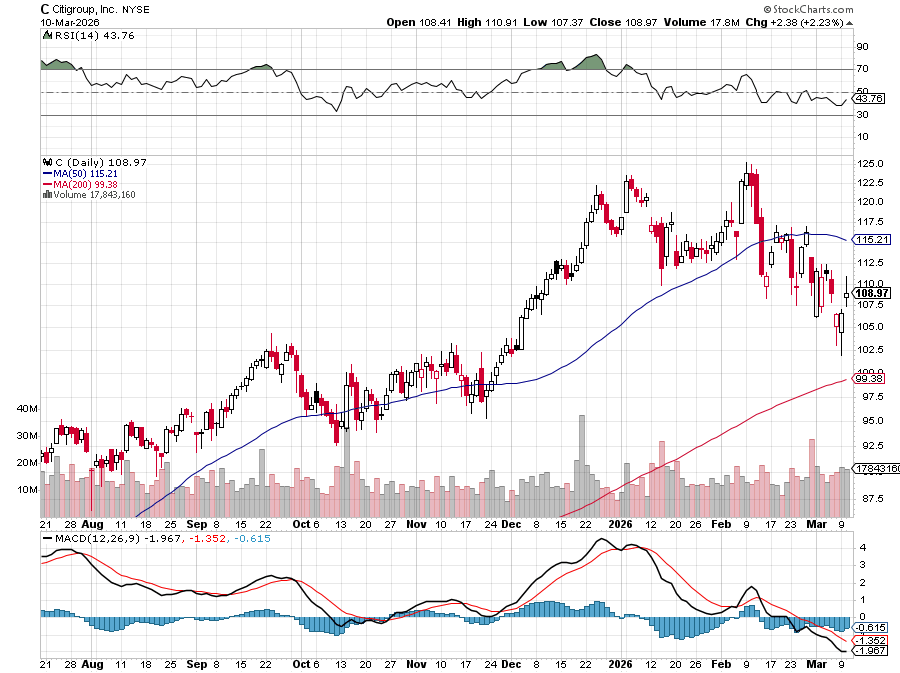 C Citigroup, Inc. NYSE
© StockCharts.com
10-Mar-2026
Open 108.41 High 110.91 Low 107.37 Close 108.97 Volume 17.8M Chg +2.38 (+2.23%)
RSI(14) 43.76
90
70
50
43.76
30
10
C (Daily) 108.97
MA(50) 115.21
MA(200) 99.38
Volume 17,843,160
125.0
122.5
120.0
117.5
115.21
112.5
110.0
108.97
107.5
105.0
102.5
100.0
99.38
97.5
95.0
92.5
17843160
87.5
40M
30M
20M
10M
21 28 Aug 11 18 25 Sep 8 15 22 Oct 6 13 20 27 Nov 10 17 24 Dec 8 15 22 2026 12 20 26 Feb 9 17 23 Mar 9
MACD(12,26,9) -1.967, -1.352, -0.615
4
3
2
1
0
-0.615
-1.352
-1.967
21 28 Aug 11 18 25 Sep 8 15 22 Oct 6 13 20 27 Nov 10 17 24 Dec 8 15 22 2026 12 20 26 Feb 9 17 23 Mar 9